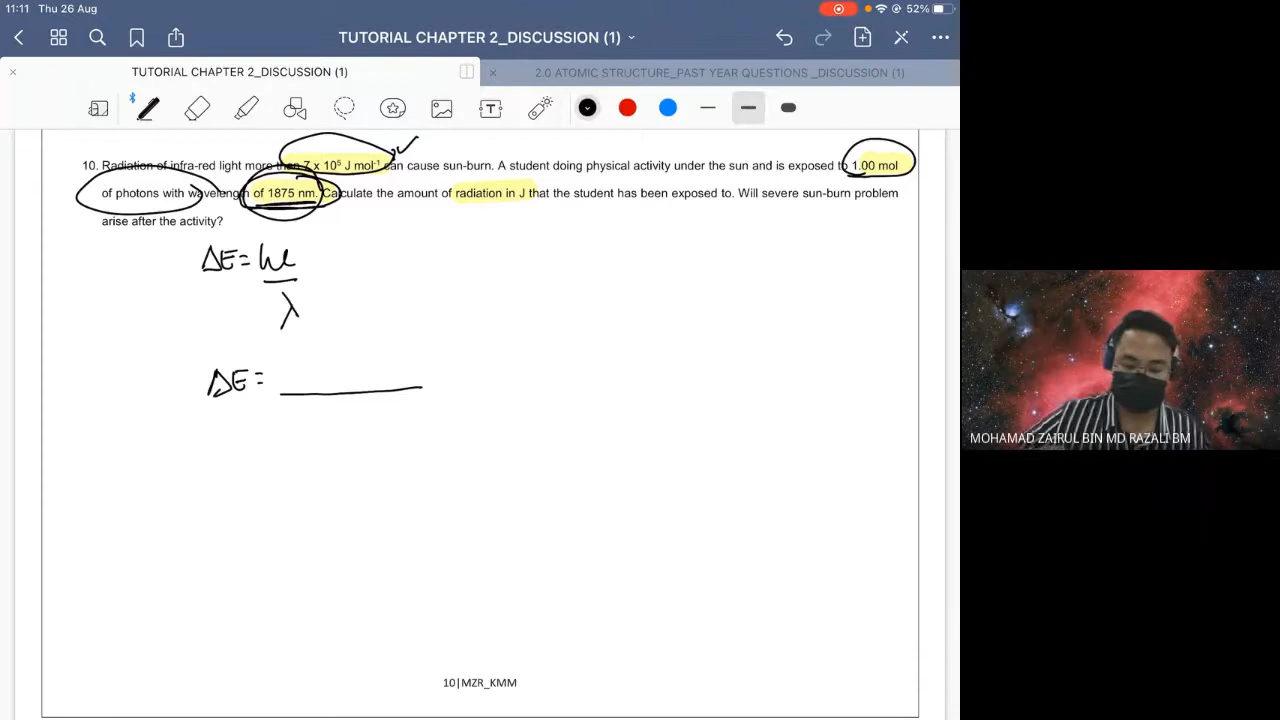 11:11 Thu 26 Aug
52%
TUTORIAL CHAPTER 2_DISCUSSION (1)
TUTORIAL CHAPTER 2_DISCUSSION (1)
2.0 ATOMIC STRUCTURE_PAST YEAR QUESTIONS _DISCUSSION (1)
10. Radiation of infra-red light more than 7 x 10⁵ J mol⁻¹ can cause sun-burn. A student doing physical activity under the sun and is exposed to 1.00 mol
of photons with wavelength of 1875 nm. Calculate the amount of radiation in J that the student has been exposed to. Will severe sun-burn problem
arise after the activity?
ΔE = hc
λ
ΔE =
10|MZR_KMM
MOHAMAD ZAIRUL BIN MD RAZALI BM